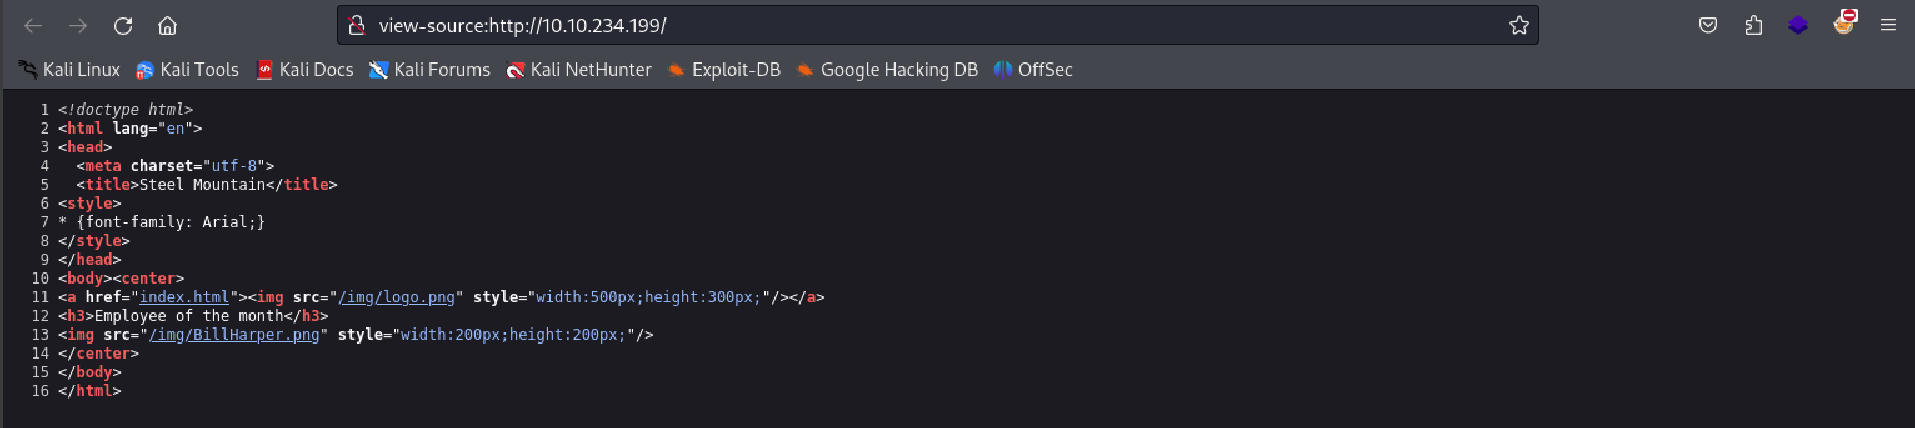 view-source:http://10.10.234.199/
Kali Linux Kali Tools Kali Docs Kali Forums Kali NetHunter Exploit-DB Google Hacking DB OffSec
1 <!doctype html>
2 <html lang="en">
3 <head>
4   <meta charset="utf-8">
5   <title>Steel Mountain</title>
6 <style>
7 * {font-family: Arial;}
8 </style>
9 </head>
10 <body><center>
11 <a href="index.html"><img src="/img/logo.png" style="width:500px;height:300px;"/></a>
12 <h3>Employee of the month</h3>
13 <img src="/img/BillHarper.png" style="width:200px;height:200px;"/>
14 </center>
15 </body>
16 </html>